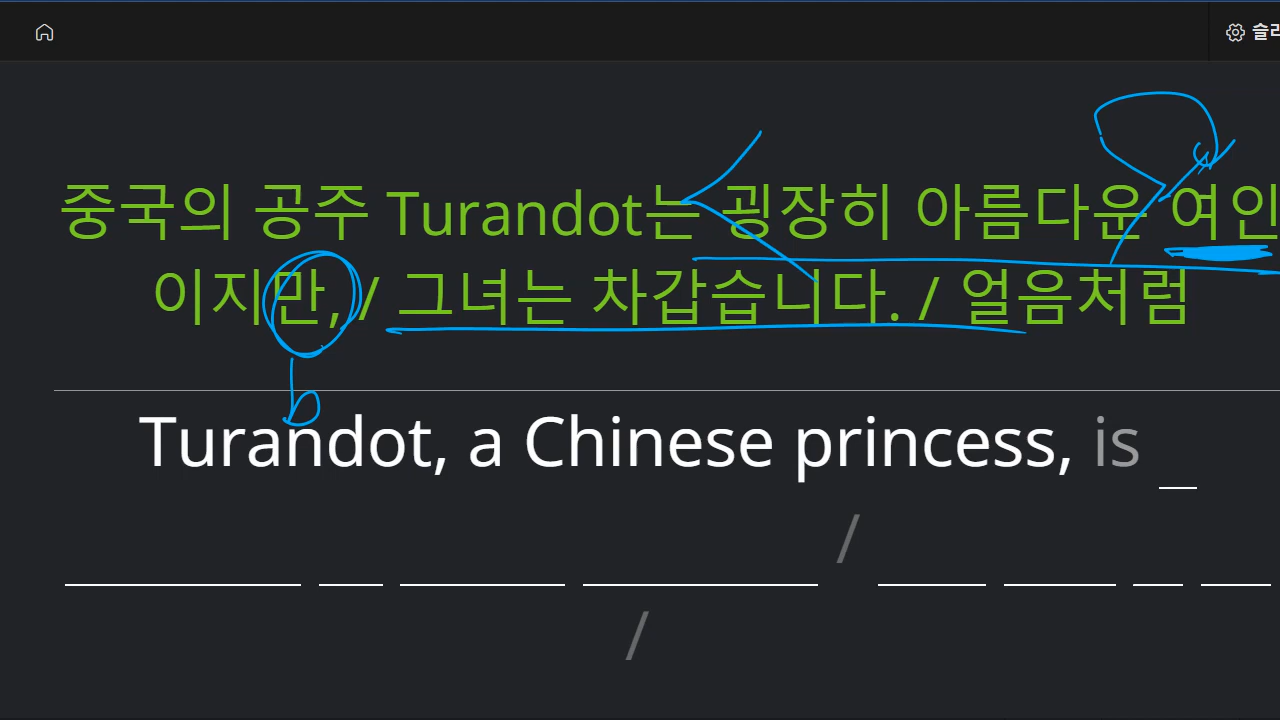 슬라
중국의 공주 Turandot는 굉장히 아름다운 여인
이지만, / 그녀는 차갑습니다. / 얼음처럼
b
Turandot, a Chinese princess, is _
/
/